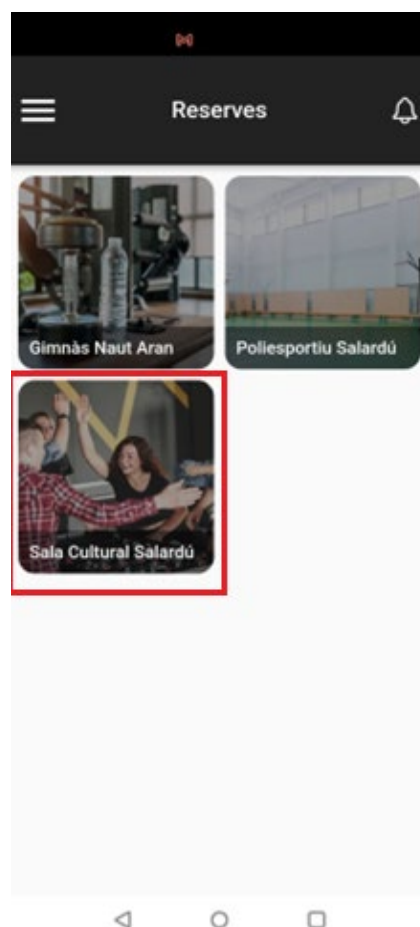 Reserves
Gimnàs Naut Aran
Poliesportiu Salardú
Sala Cultural Salardú